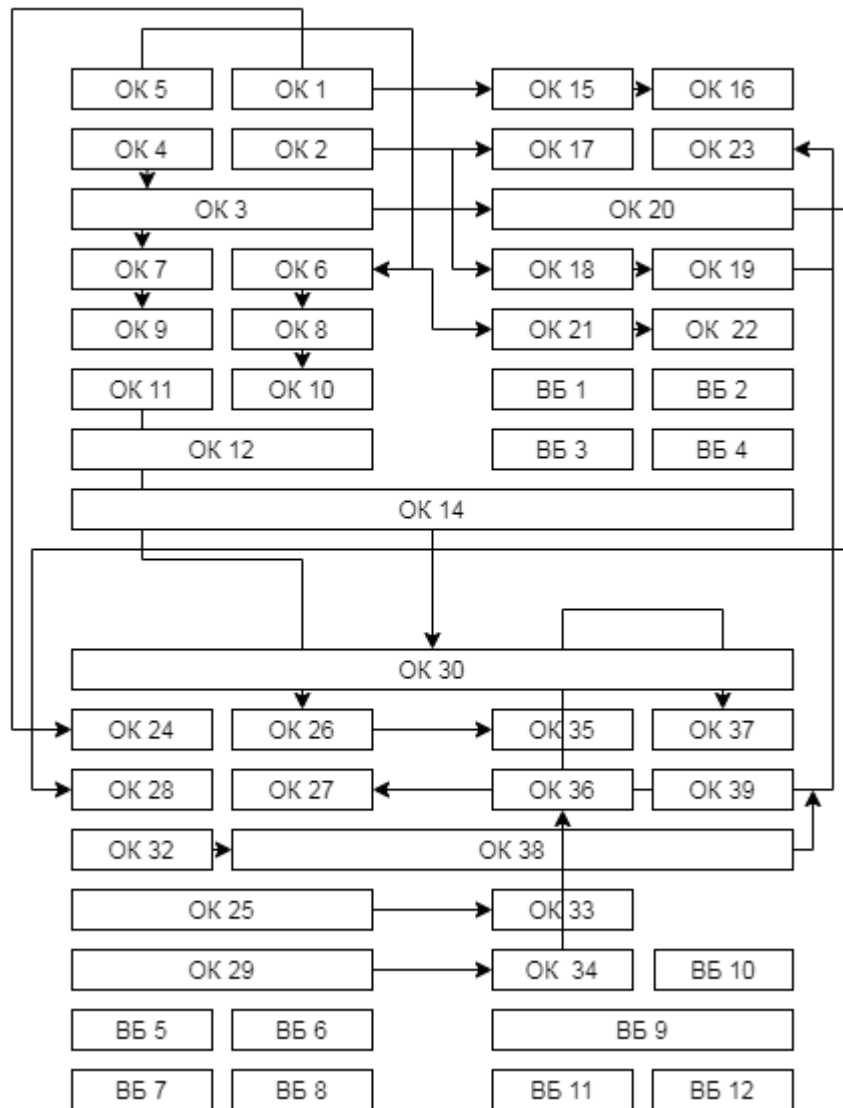 ОК 5 ОК 1 ОК 15 ОК 16
ОК 4 ОК 2 ОК 17 ОК 23
ОК 3 ОК 20
ОК 7 ОК 6 ОК 18 ОК 19
ОК 9 ОК 8 ОК 21 ОК 22
ОК 11 ОК 10 ВБ 1 ВБ 2
ОК 12 ВБ 3 ВБ 4
ОК 14
ОК 30
ОК 24 ОК 26 ОК 35 ОК 37
ОК 28 ОК 27 ОК 36 ОК 39
ОК 32 ОК 38
ОК 25 ОК 33
ОК 29 ОК 34 ВБ 10
ВБ 5 ВБ 6 ВБ 9
ВБ 7 ВБ 8 ВБ 11 ВБ 12